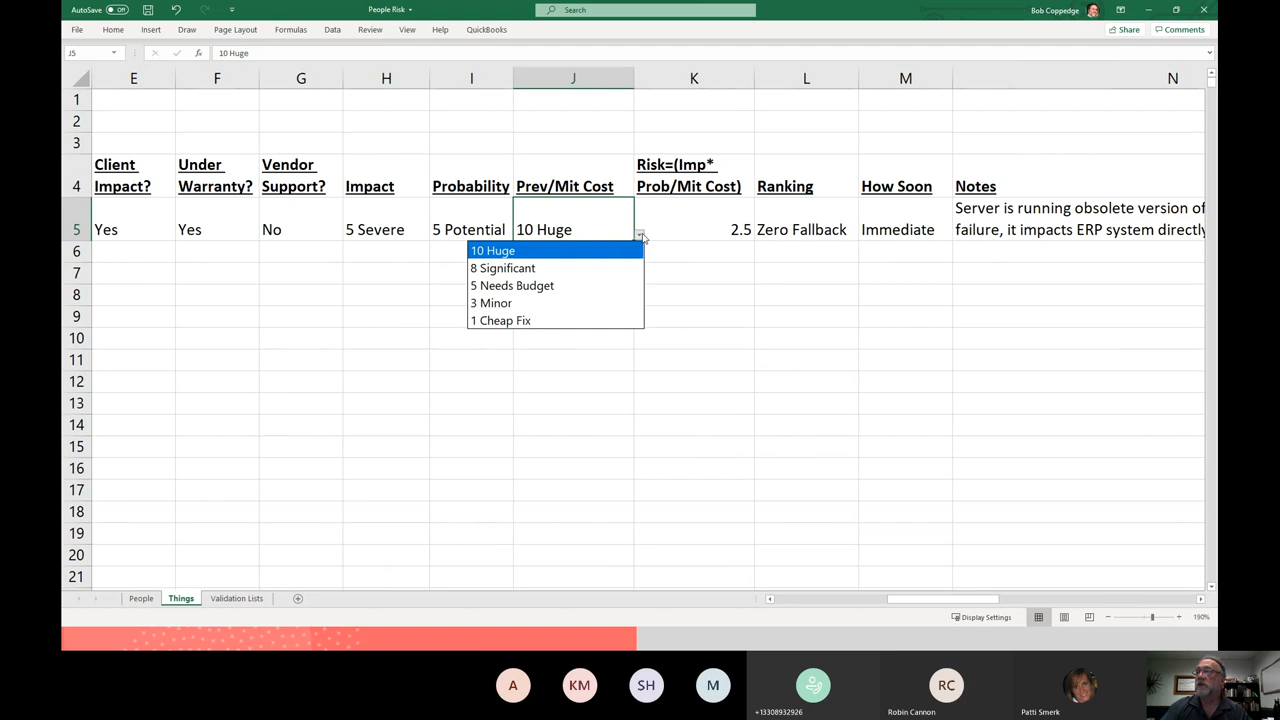 AutoSave Off
People Risk
Search
Bob Coppedge
File Home Insert Draw Page Layout Formulas Data Review View Help QuickBooks
Share Comments
J5 fx 10 Huge
E F G H I J K L M N
1
2
3
4
Client Impact?
Under Warranty?
Vendor Support?
Impact
Probability
Prev/Mit Cost
Risk=(Imp*
Prob/Mit Cost)
Ranking
How Soon
Notes
5
Yes
Yes
No
5 Severe
5 Potential
10 Huge
2.5
Zero Fallback
Immediate
Server is running obsolete version of
failure, it impacts ERP system directly
10 Huge
8 Significant
5 Needs Budget
3 Minor
1 Cheap Fix
6
7
8
9
10
11
12
13
14
15
16
17
18
19
20
21
People Things Validation Lists
Display Settings 190%
A KM SH M RC
+13308932926 Robin Cannon Patti Smerk